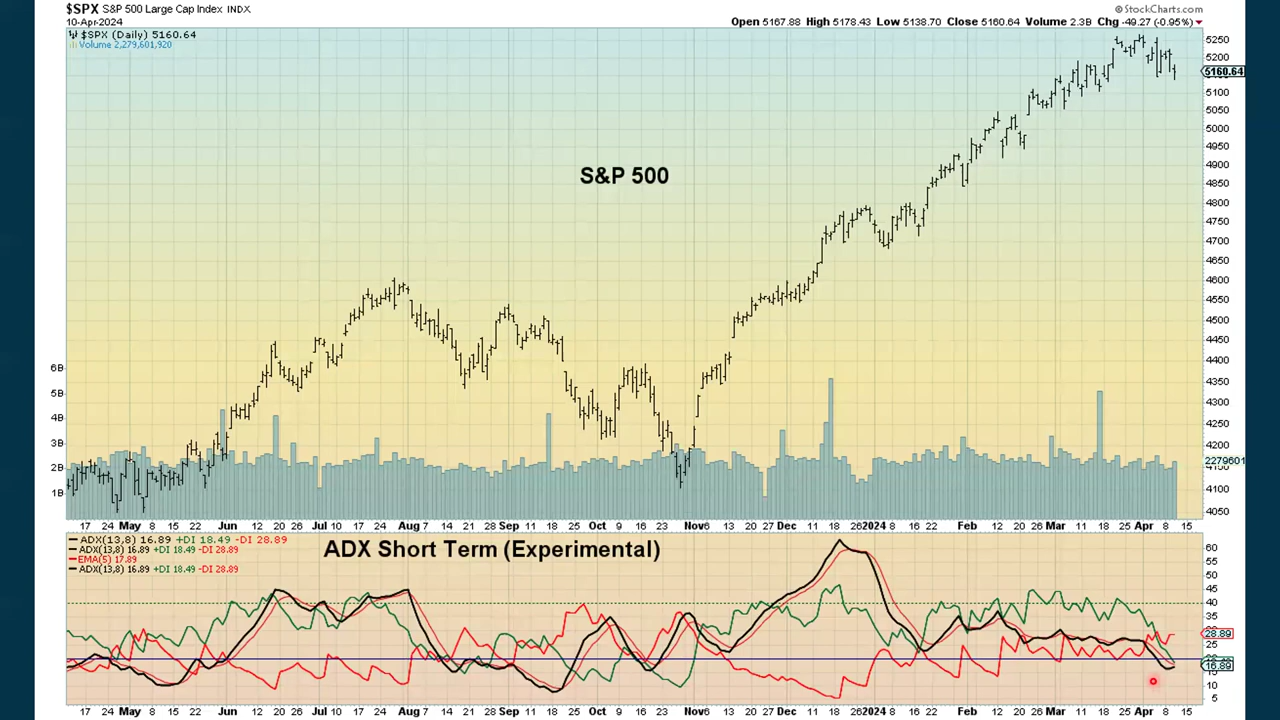 $SPX S&P 500 Large Cap Index INDX
© StockCharts.com
10-Apr-2024
Open 5167.88 High 5178.43 Low 5138.70 Close 5160.64 Volume 2.3B Chg -49.27 (-0.95%)
$SPX (Daily) 5160.64
Volume 2,279,601,920
S&P 500
5250
5200
5160.64
5100
5050
5000
4950
4900
4850
4800
4750
4700
4650
4600
4550
4500
4450
4400
4350
4300
4250
4200
4150
4100
4050
6B
5B
4B
3B
2B
1B
2279601
17 24 May 8 15 22 Jun 12 20 26 Jul 10 17 24 Aug 7 14 21 28 Sep 11 18 25 Oct 9 16 23 Nov 6 13 20 27 Dec 11 18 26 2024 8 16 22 Feb 12 20 26 Mar 11 18 25 Apr 8 15
ADX(13,8) 16.89 +DI 18.49 -DI 28.89
ADX(13,8) 16.89 +DI 18.49 -DI 28.89
EMA(5) 17.89
ADX(13,8) 16.89 +DI 18.49 -DI 28.89
ADX Short Term (Experimental)
60
55
50
45
40
35
28.89
25
16.89
10
5
17 24 May 8 15 22 Jun 12 20 26 Jul 10 17 24 Aug 7 14 21 28 Sep 11 18 25 Oct 9 16 23 Nov 6 13 20 27 Dec 11 18 26 2024 8 16 22 Feb 12 20 26 Mar 11 18 25 Apr 8 15